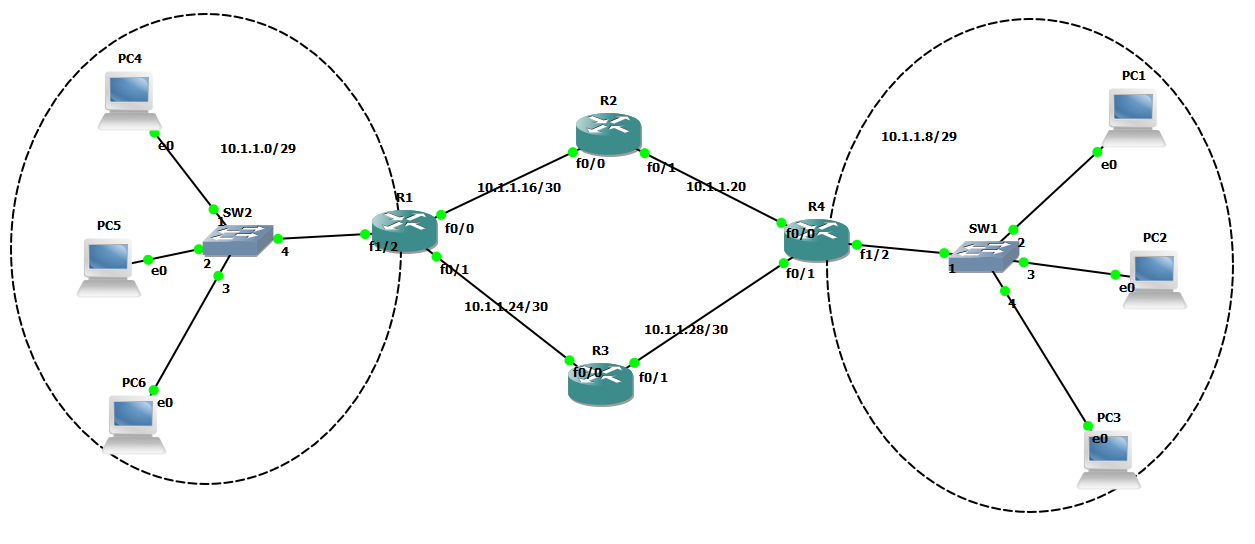 PC4
e0
10.1.1.0/29
PC5
e0
SW2
1
2
3
4
PC6
e0
R1
f1/2
f0/0
f0/1
10.1.1.16/30
10.1.1.24/30
R2
f0/0
f0/1
10.1.1.20
R3
f0/0
f0/1
10.1.1.28/30
R4
f0/0
f0/1
f1/2
10.1.1.8/29
SW1
1
2
3
4
PC1
e0
PC2
e0
PC3
e0